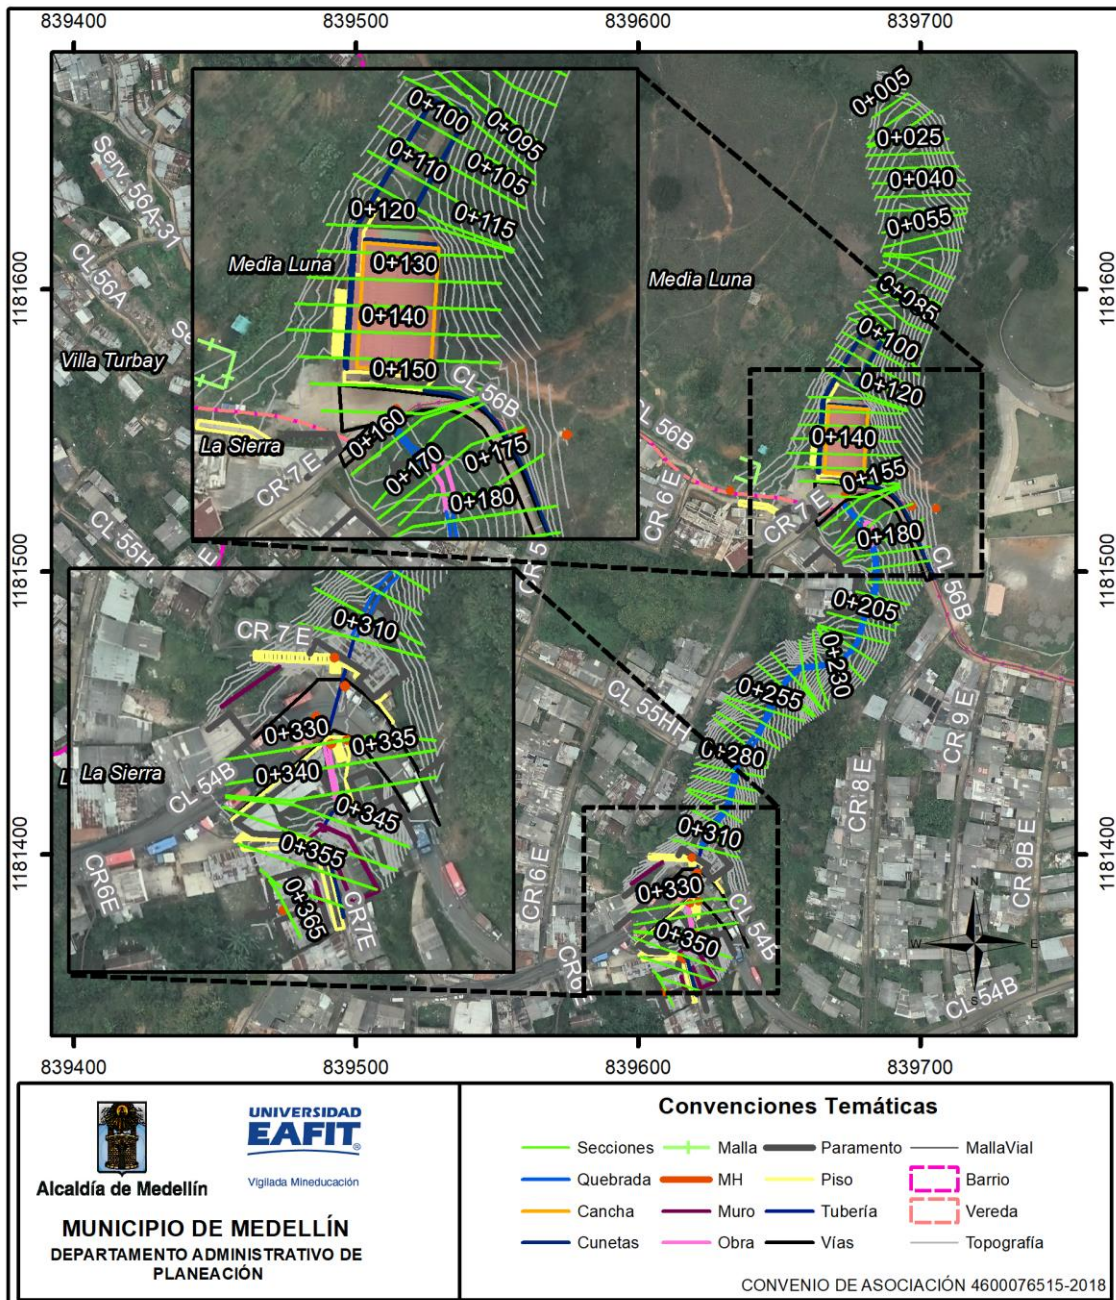 839400 839500 839600 839700
1181600
1181500
1181400
0+100
0+095
0+110
0+105
0+120
0+115
0+130
0+140
0+150
0+160
0+170
0+175
0+180
Media Luna
CL 56B
La Sierra
CR 7 E
Serv. 56A-31
CL 56A
Villa Turbay
CL 55H
CR 5
0+005
0+025
0+040
0+055
0+085
0+100
0+120
0+140
0+155
0+180
0+205
0+230
0+255
0+280
0+310
0+330
0+350
Media Luna
CL 56B
CR 6 E
CR 7 E
CL 56B
CL 55HH
CR 6 E
CR 8 E
CR 9 E
CR 9B E
CL 54B
CL 54B
CR6
0+310
CR 7 E
0+330
0+335
0+340
0+345
0+355
0+365
La Sierra
CL 54B
CR6E
CR7E
N
W E
S
1181600
1181500
1181400
839400 839500 839600 839700
Alcaldía de Medellín
UNIVERSIDAD
EAFIT®
Vigilada Mineducación
MUNICIPIO DE MEDELLÍN
DEPARTAMENTO ADMINISTRATIVO DE
PLANEACIÓN
Convenciones Temáticas
Secciones Malla Paramento MallaVial
Quebrada MH Piso Barrio
Cancha Muro Tubería Vereda
Cunetas Obra Vías Topografía
CONVENIO DE ASOCIACIÓN 4600076515-2018